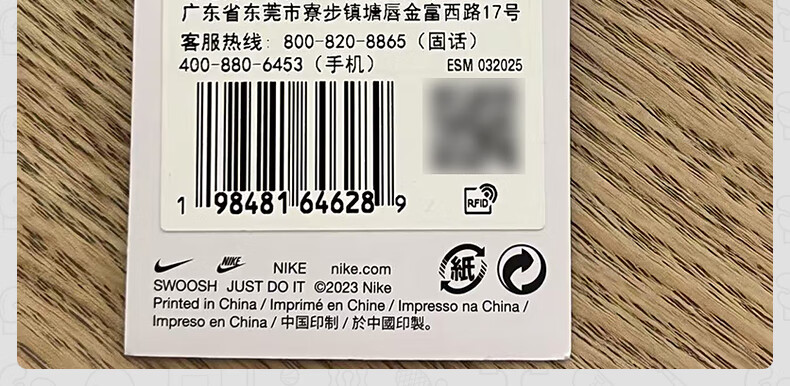 广东省东莞市寮步镇塘唇金富西路17号
客服热线: 800-820-8865 (固话)
400-880-6453 (手机)
ESM 032025
1 98481 64628 9
RFID
NIKE NIKE nike.com
紙
SWOOSH JUST DO IT ©2023 Nike
Printed in China / Imprimé en Chine / Impresso na China /
Impreso en China / 中国印制 / 於中國印製。